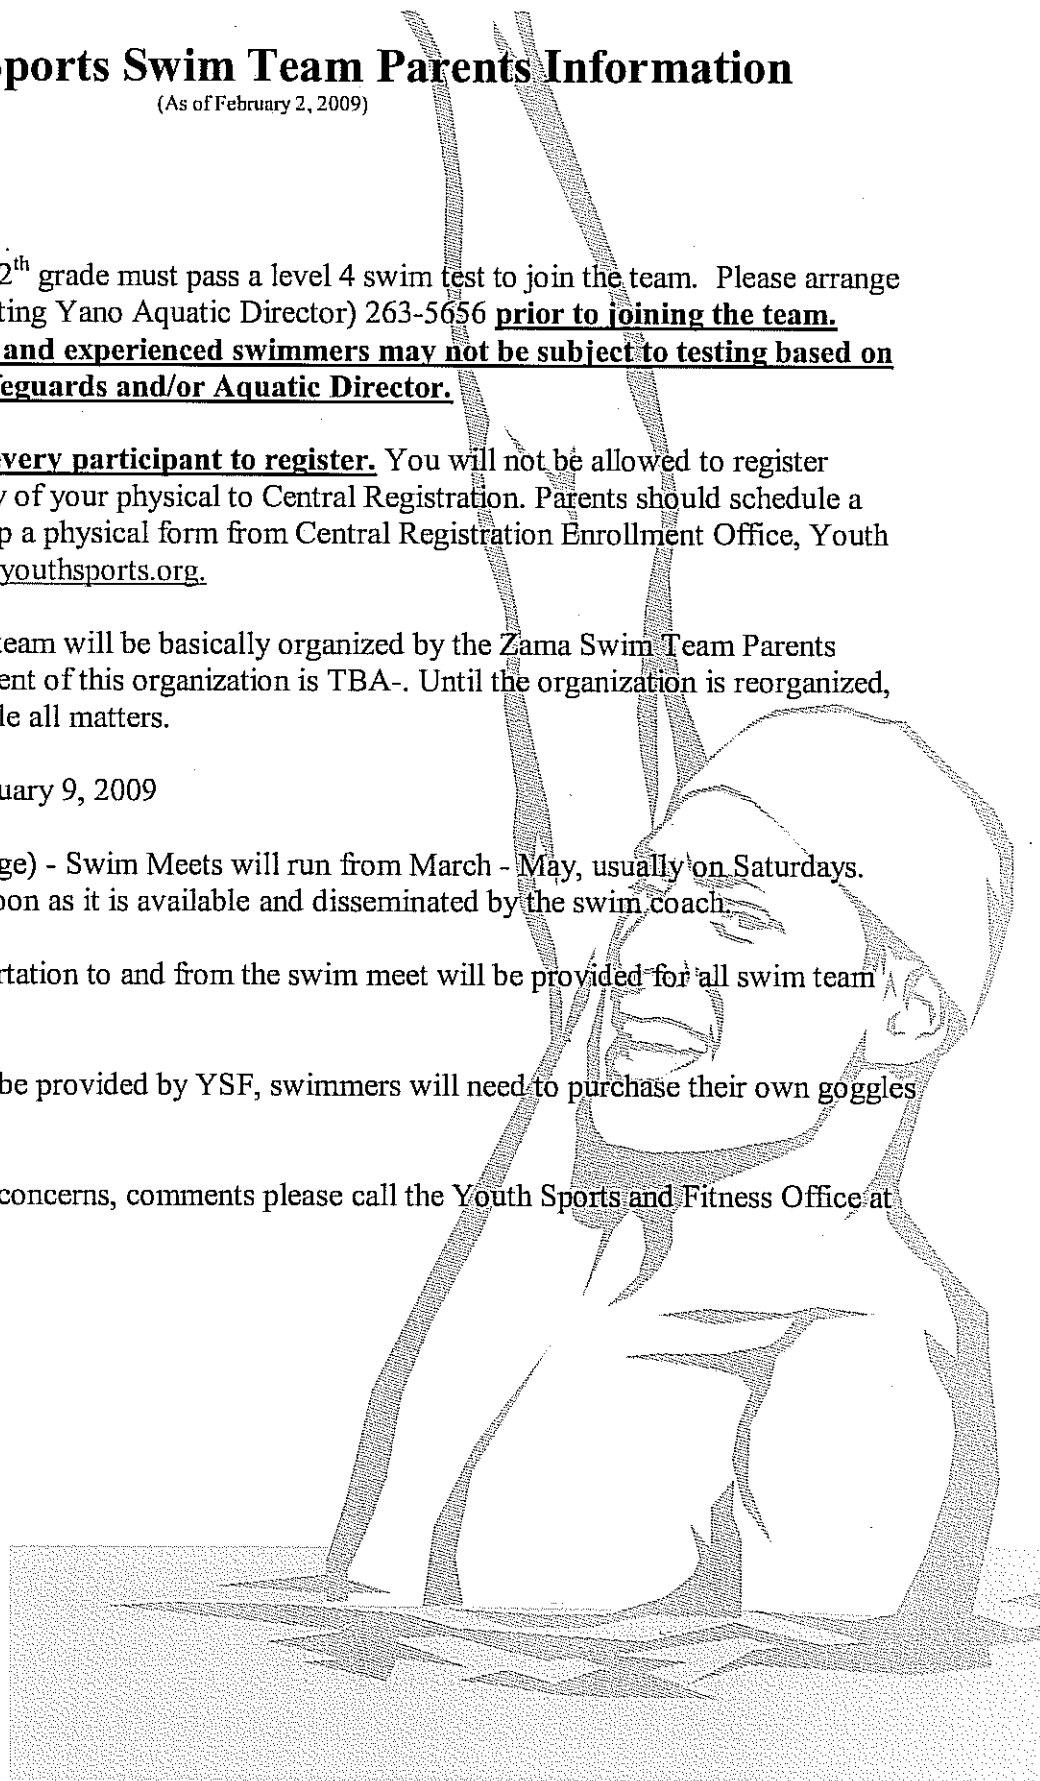 ports Swim Team Parents Information
(As of February 2, 2009)
2th grade must pass a level 4 swim test to join the team. Please arrange
ting Yano Aquatic Director) 263-5656 prior to joining the team.
and experienced swimmers may not be subject to testing based on
eguards and/or Aquatic Director.
very participant to register. You will not be allowed to register
of your physical to Central Registration. Parents should schedule a
p a physical form from Central Registration Enrollment Office, Youth
youthsports.org.
team will be basically organized by the Zama Swim Team Parents
ent of this organization is TBA-. Until the organization is reorganized,
le all matters.
uary 9, 2009
ge) - Swim Meets will run from March - May, usually on Saturdays.
oon as it is available and disseminated by the swim coach.
rtation to and from the swim meet will be provided for all swim team
be provided by YSF, swimmers will need to purchase their own goggles
concerns, comments please call the Youth Sports and Fitness Office at